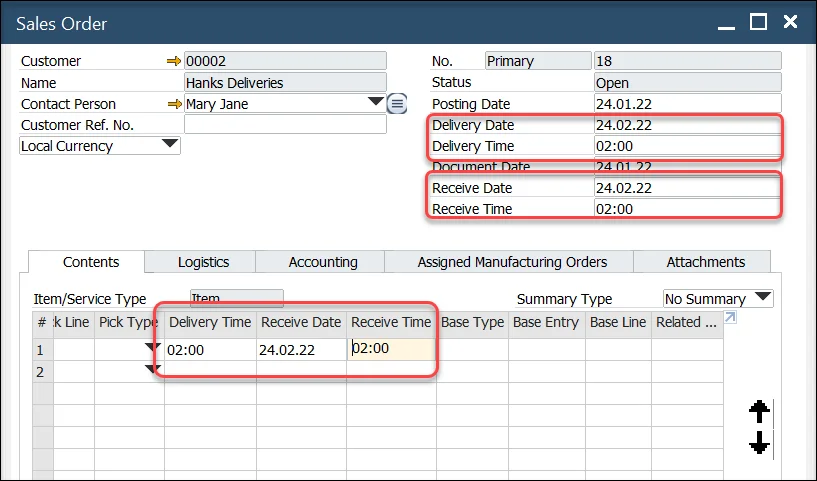 Sales Order
Customer 00002
Name Hanks Deliveries
Contact Person Mary Jane
Customer Ref. No.
Local Currency
No. Primary 18
Status Open
Posting Date 24.01.22
Delivery Date 24.02.22
Delivery Time 02:00
Document Date 24.01.22
Receive Date 24.02.22
Receive Time 02:00
Contents Logistics Accounting Assigned Manufacturing Orders Attachments
Item/Service Type Item Summary Type No Summary
# ck Line Pick Type Delivery Time Receive Date Receive Time Base Type Base Entry Base Line Related ...
1 02:00 24.02.22 02:00
2